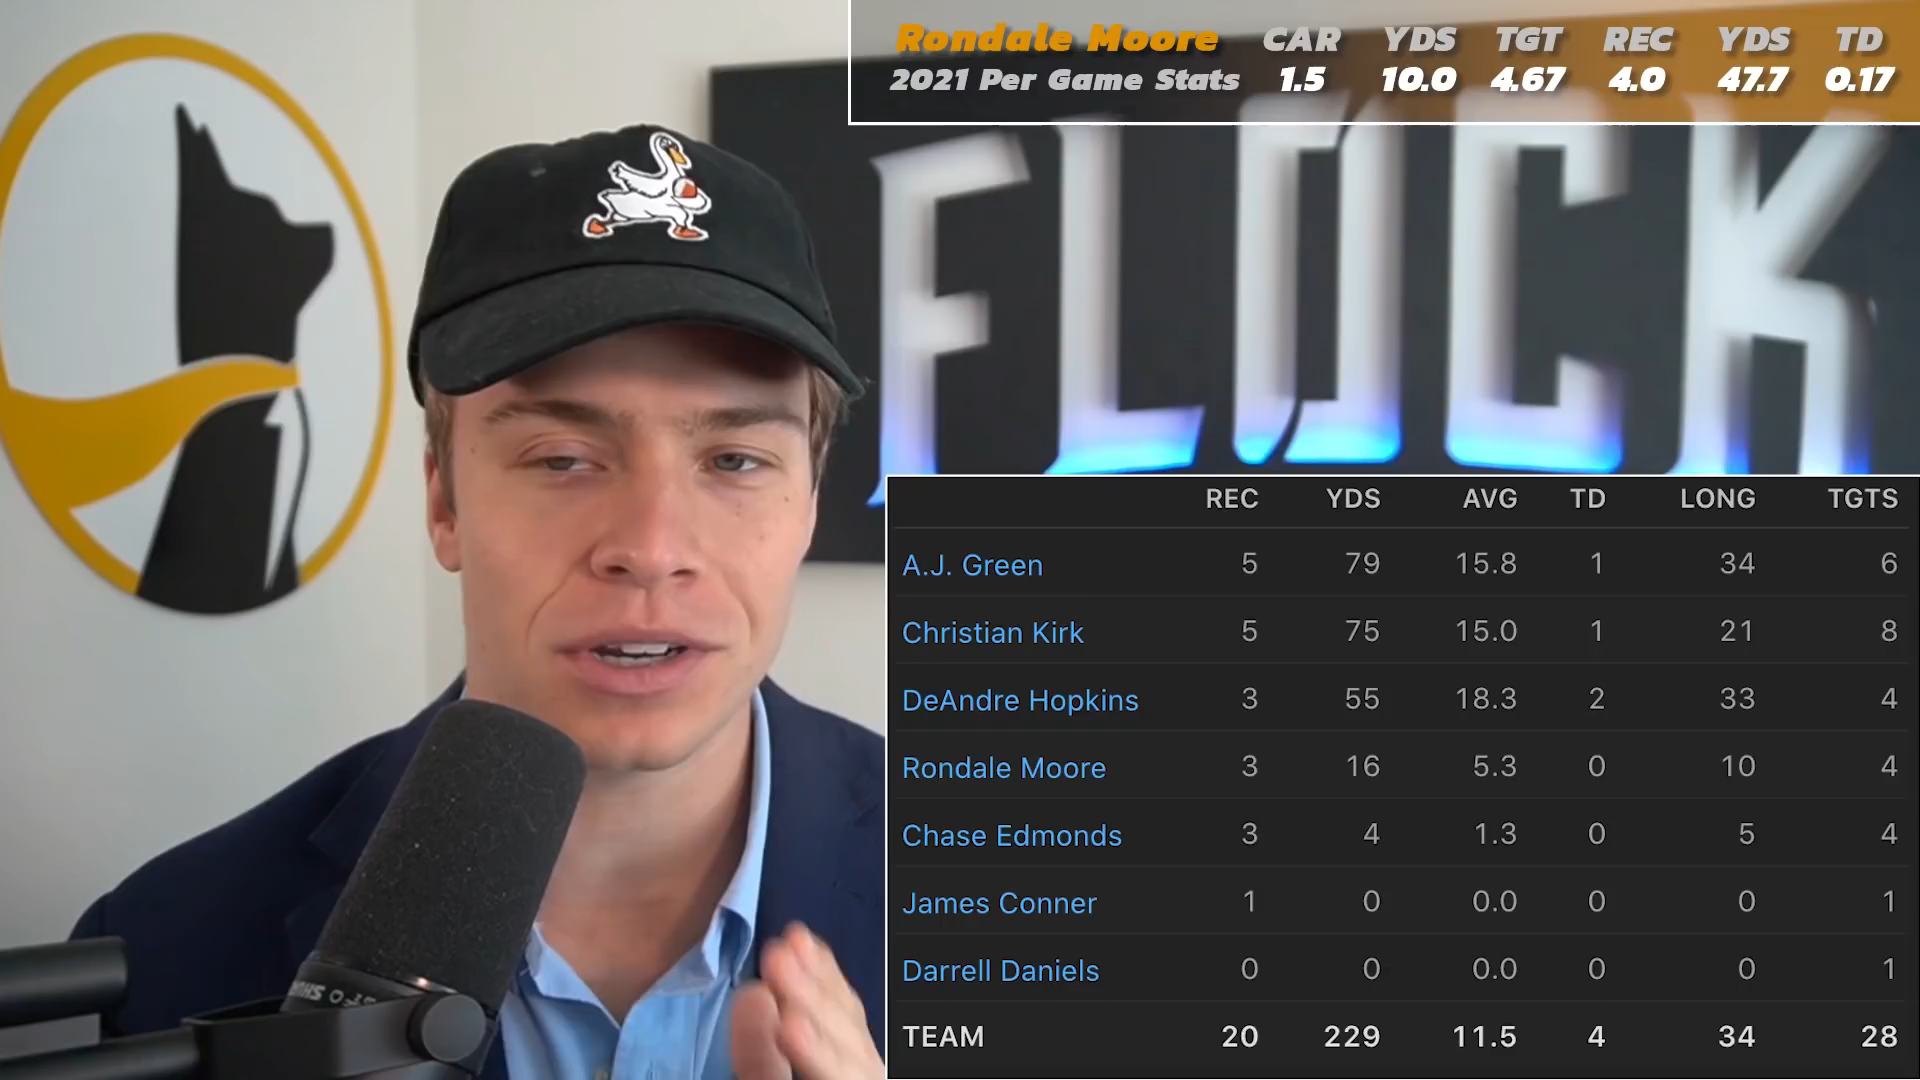 Rondale Moore CAR YDS TGT REC YDS TD
2021 Per Game Stats 1.5 10.0 4.67 4.0 47.7 0.17
FLOCK
REC YDS AVG TD LONG TGTS
A.J. Green 5 79 15.8 1 34 6
Christian Kirk 5 75 15.0 1 21 8
DeAndre Hopkins 3 55 18.3 2 33 4
Rondale Moore 3 16 5.3 0 10 4
Chase Edmonds 3 4 1.3 0 5 4
James Conner 1 0 0.0 0 0 1
Darrell Daniels 0 0 0.0 0 0 1
TEAM 20 229 11.5 4 34 28